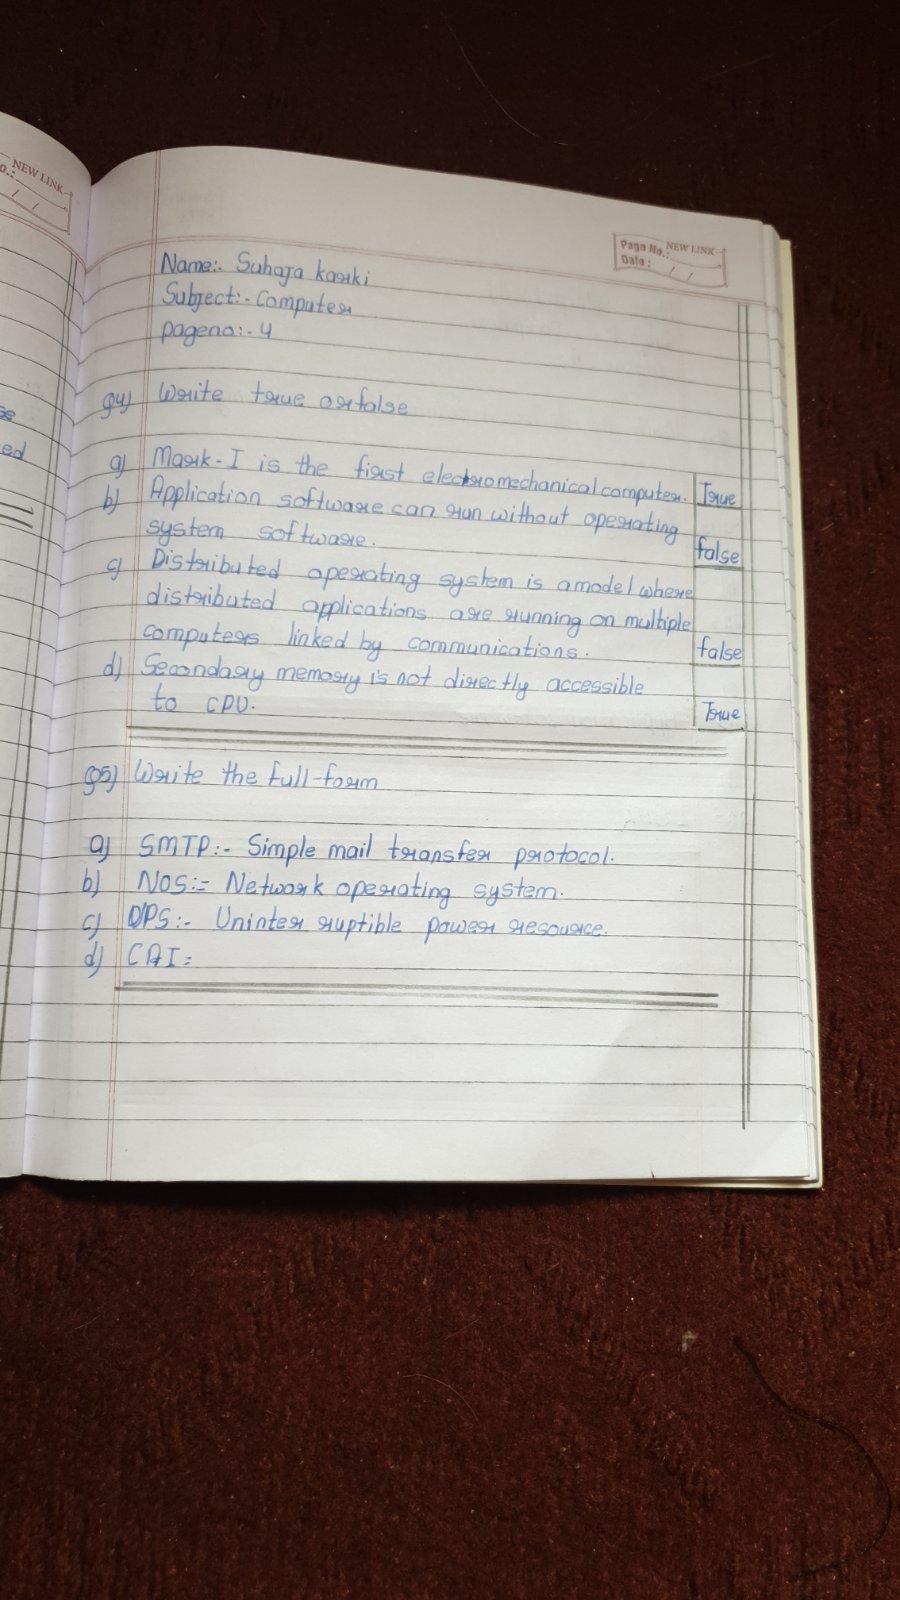 NEW LINK
Page No.: NEW LINK
Date: / /
Name:- Suhaja karki
Subject:- Computer
pageno:- 4
Q4) Write true or false
a) Mark-I is the first electromechanical computer. True
b) Application software can run without operating
system software. false
c) Distributed operating system is a model where
distributed applications are running on multiple
computers linked by communications. false
d) Secondary memory is not directly accessible
to CPU. True
Q5) Write the full-form
a) SMTP:- Simple mail transfer protocol.
b) NOS:= Network operating system.
c) UPS:- Uninter ruptible power resource.
d) CAI=
ed